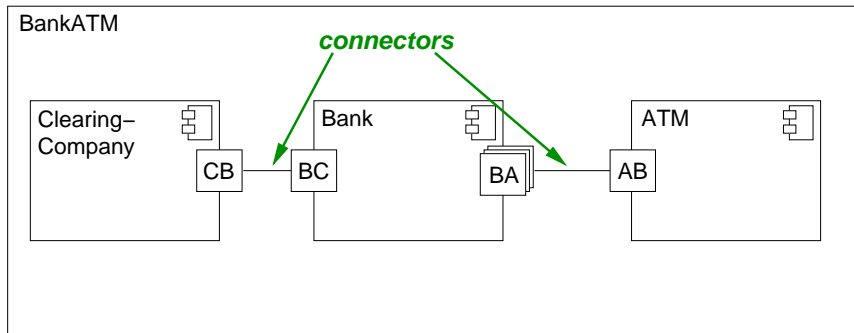 BankATM
connectors
Clearing–
Company
Bank
ATM
CB
BC
BA
AB